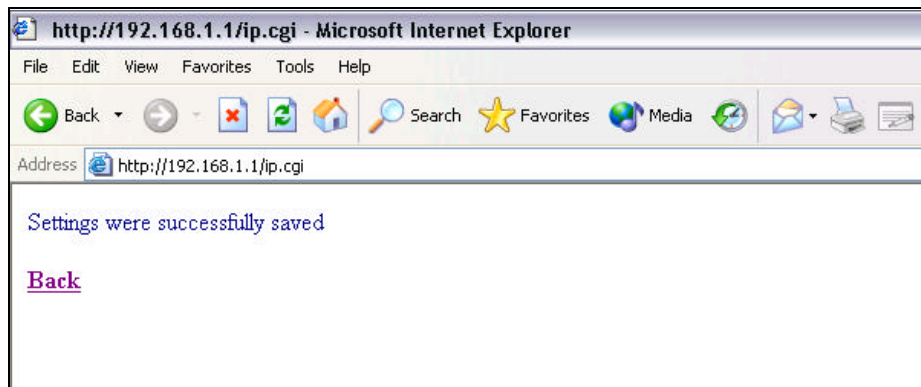 http://192.168.1.1/ip.cgi - Microsoft Internet Explorer
File Edit View Favorites Tools Help
Back Search Favorites Media
Address http://192.168.1.1/ip.cgi
Settings were successfully saved
Back